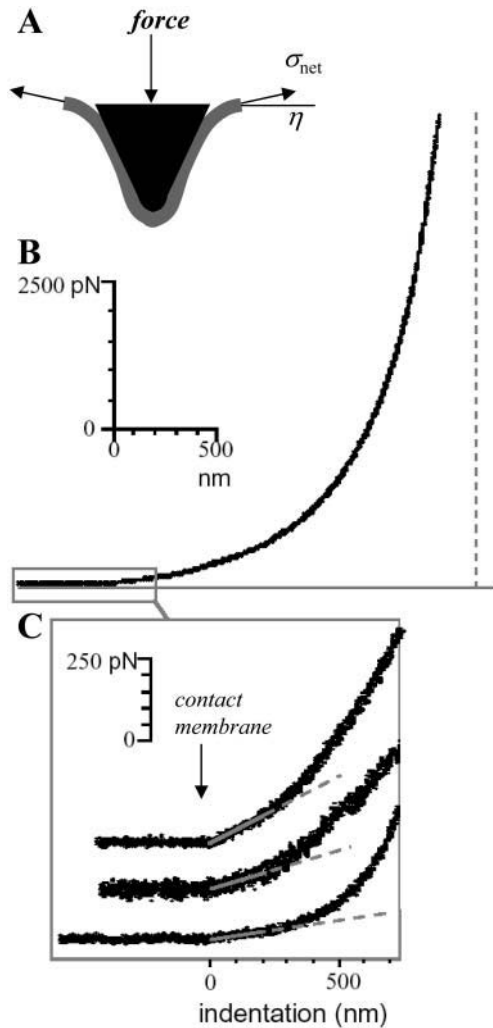 A
force
σnet
η
B
2500 pN
0
0 500
nm
C
250 pN
0
contact
membrane
0 500
indentation (nm)